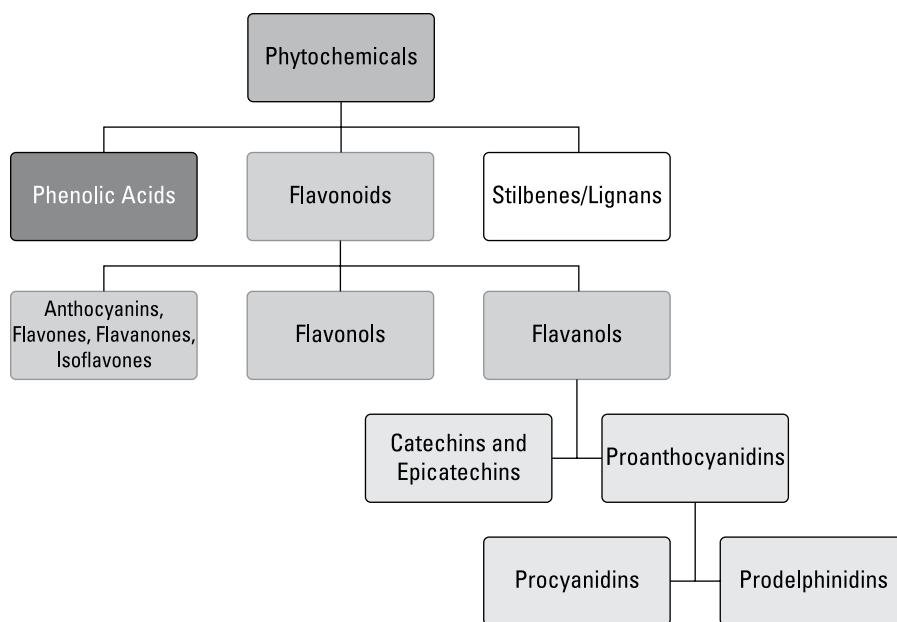 Phytochemicals
Phenolic Acids
Flavonoids
Stilbenes/Lignans
Anthocyanins,
Flavones, Flavanones,
Isoflavones
Flavonols
Flavanols
Catechins and
Epicatechins
Proanthocyanidins
Procyanidins
Prodelphinidins